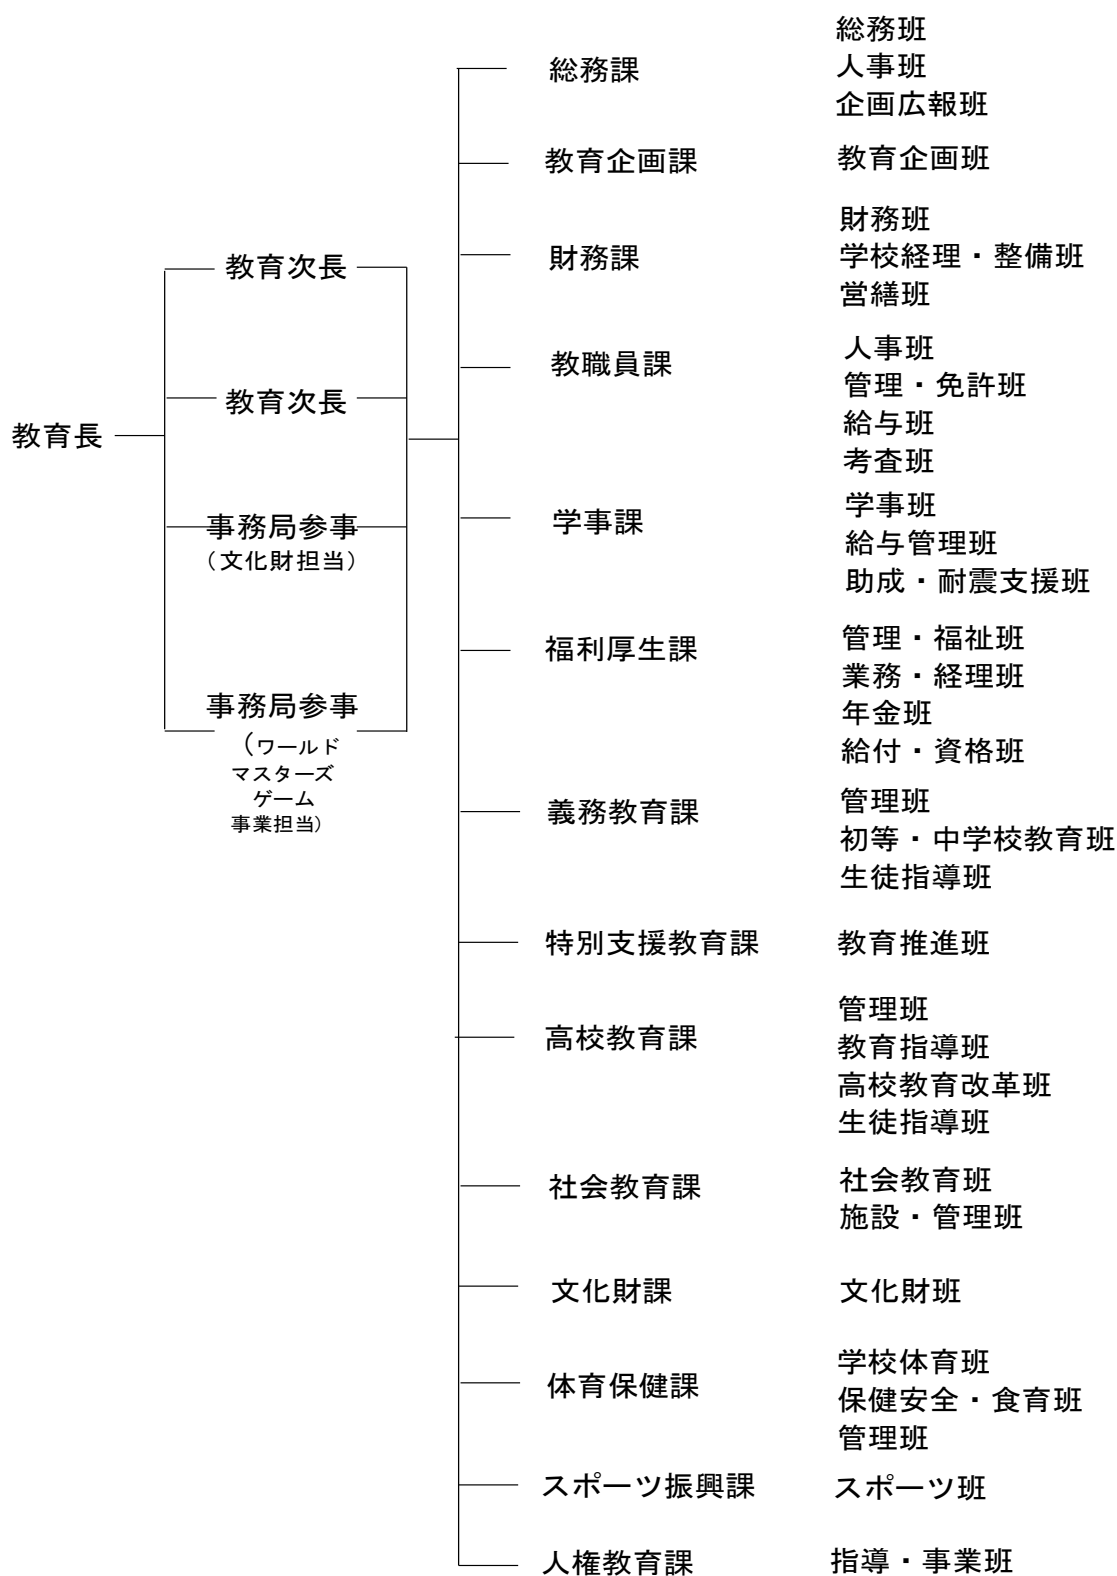 教育長
教育次長
教育次長
事務局参事
（文化財担当）
事務局参事
（ワールド
マスターズ
ゲーム
事業担当）
総務課
総務班
人事班
企画広報班
教育企画課
教育企画班
財務課
財務班
学校経理・整備班
営繕班
教職員課
人事班
管理・免許班
給与班
考査班
学事課
学事班
給与管理班
助成・耐震支援班
福利厚生課
管理・福祉班
業務・経理班
年金班
給付・資格班
義務教育課
管理班
初等・中学校教育班
生徒指導班
特別支援教育課
教育推進班
高校教育課
管理班
教育指導班
高校教育改革班
生徒指導班
社会教育課
社会教育班
施設・管理班
文化財課
文化財班
体育保健課
学校体育班
保健安全・食育班
管理班
スポーツ振興課
スポーツ班
人権教育課
指導・事業班